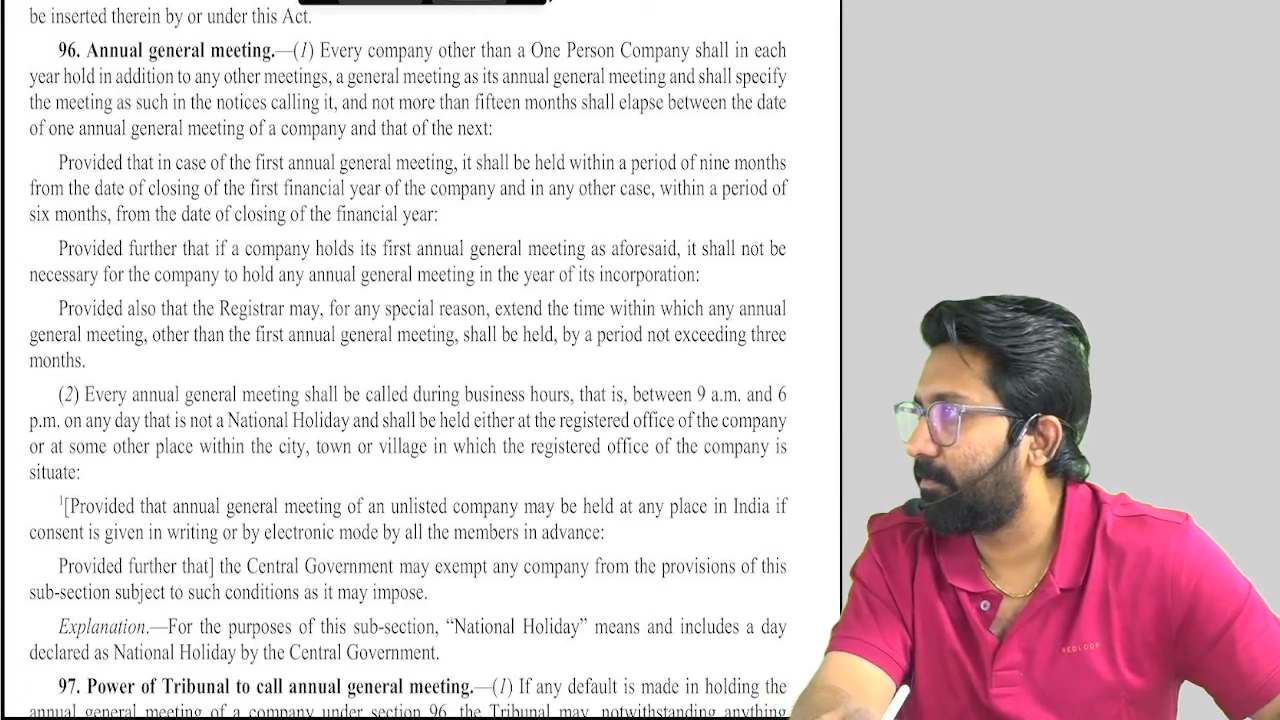 be inserted therein by or under this Act.
96. Annual general meeting.—(1) Every company other than a One Person Company shall in each
year hold in addition to any other meetings, a general meeting as its annual general meeting and shall specify
the meeting as such in the notices calling it, and not more than fifteen months shall elapse between the date
of one annual general meeting of a company and that of the next:
Provided that in case of the first annual general meeting, it shall be held within a period of nine months
from the date of closing of the first financial year of the company and in any other case, within a period of
six months, from the date of closing of the financial year:
Provided further that if a company holds its first annual general meeting as aforesaid, it shall not be
necessary for the company to hold any annual general meeting in the year of its incorporation:
Provided also that the Registrar may, for any special reason, extend the time within which any annual
general meeting, other than the first annual general meeting, shall be held, by a period not exceeding three
months.
(2) Every annual general meeting shall be called during business hours, that is, between 9 a.m. and 6
p.m. on any day that is not a National Holiday and shall be held either at the registered office of the company
or at some other place within the city, town or village in which the registered office of the company is
situate:
1[Provided that annual general meeting of an unlisted company may be held at any place in India if
consent is given in writing or by electronic mode by all the members in advance:
Provided further that] the Central Government may exempt any company from the provisions of this
sub-section subject to such conditions as it may impose.
Explanation.—For the purposes of this sub-section, “National Holiday” means and includes a day
declared as National Holiday by the Central Government.
97. Power of Tribunal to call annual general meeting.—(1) If any default is made in holding the
annual general meeting of a company under section 96, the Tribunal may, notwithstanding anything
REDLOOP